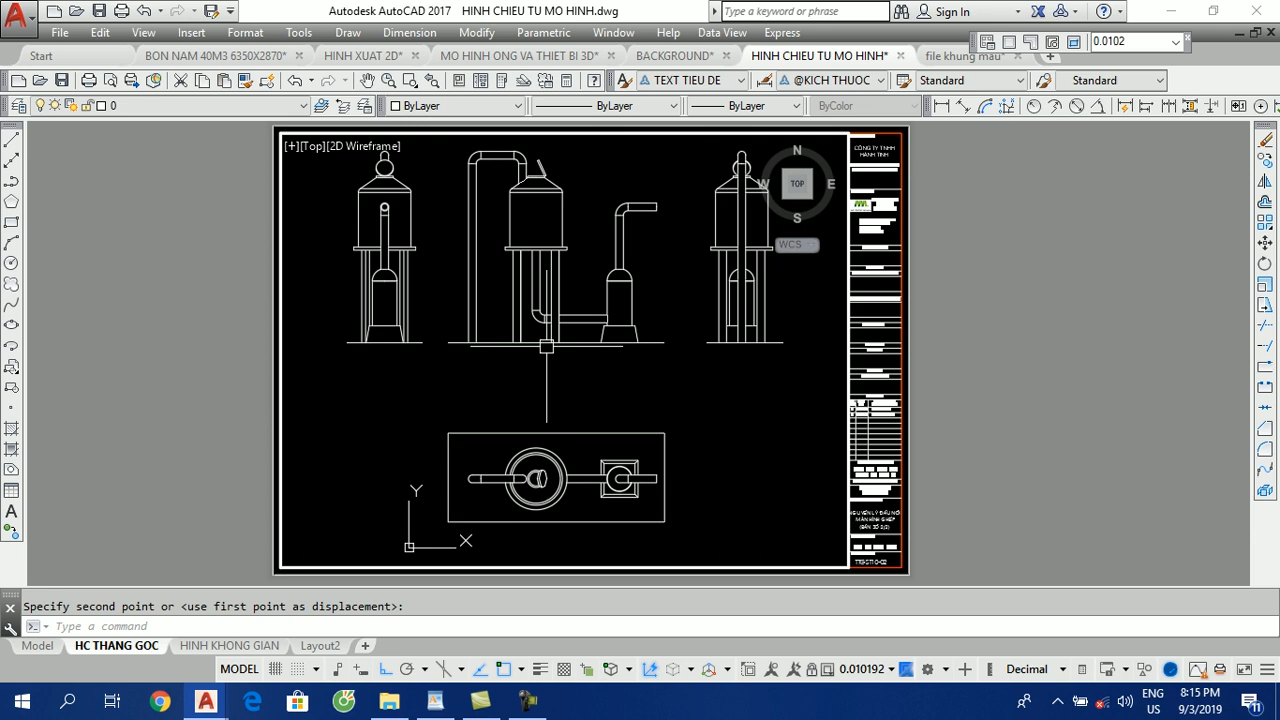 Autodesk AutoCAD 2017 HINH CHIEU TU MO HINH.dwg
Type a keyword or phrase
Sign In
File Edit View Insert Format Tools Draw Dimension Modify Parametric Window Help Express Data View
0.0102
Start
BON NAM 40M3 6350X2870*
HINH XUAT 2D*
MO HINH ONG VA THIET BI 3D*
BACKGROUND*
HINH CHIEU TU MO HINH*
file khung mau*
TEXT TIEU DE
@KICH THUOC
Standard
Standard
0
ByLayer
ByLayer
ByLayer
ByColor
[+][Top][2D Wireframe]
N
W TOP E
S
WCS
CÔNG TY TNHH
HÀNH TINH
Y
X
Specify second point or <use first point as displacement>:
Type a command
Model
HC THANG GOC
HINH KHONG GIAN
Layout2
MODEL
0.010192
Decimal
ENG
US
8:15 PM
9/3/2019
11